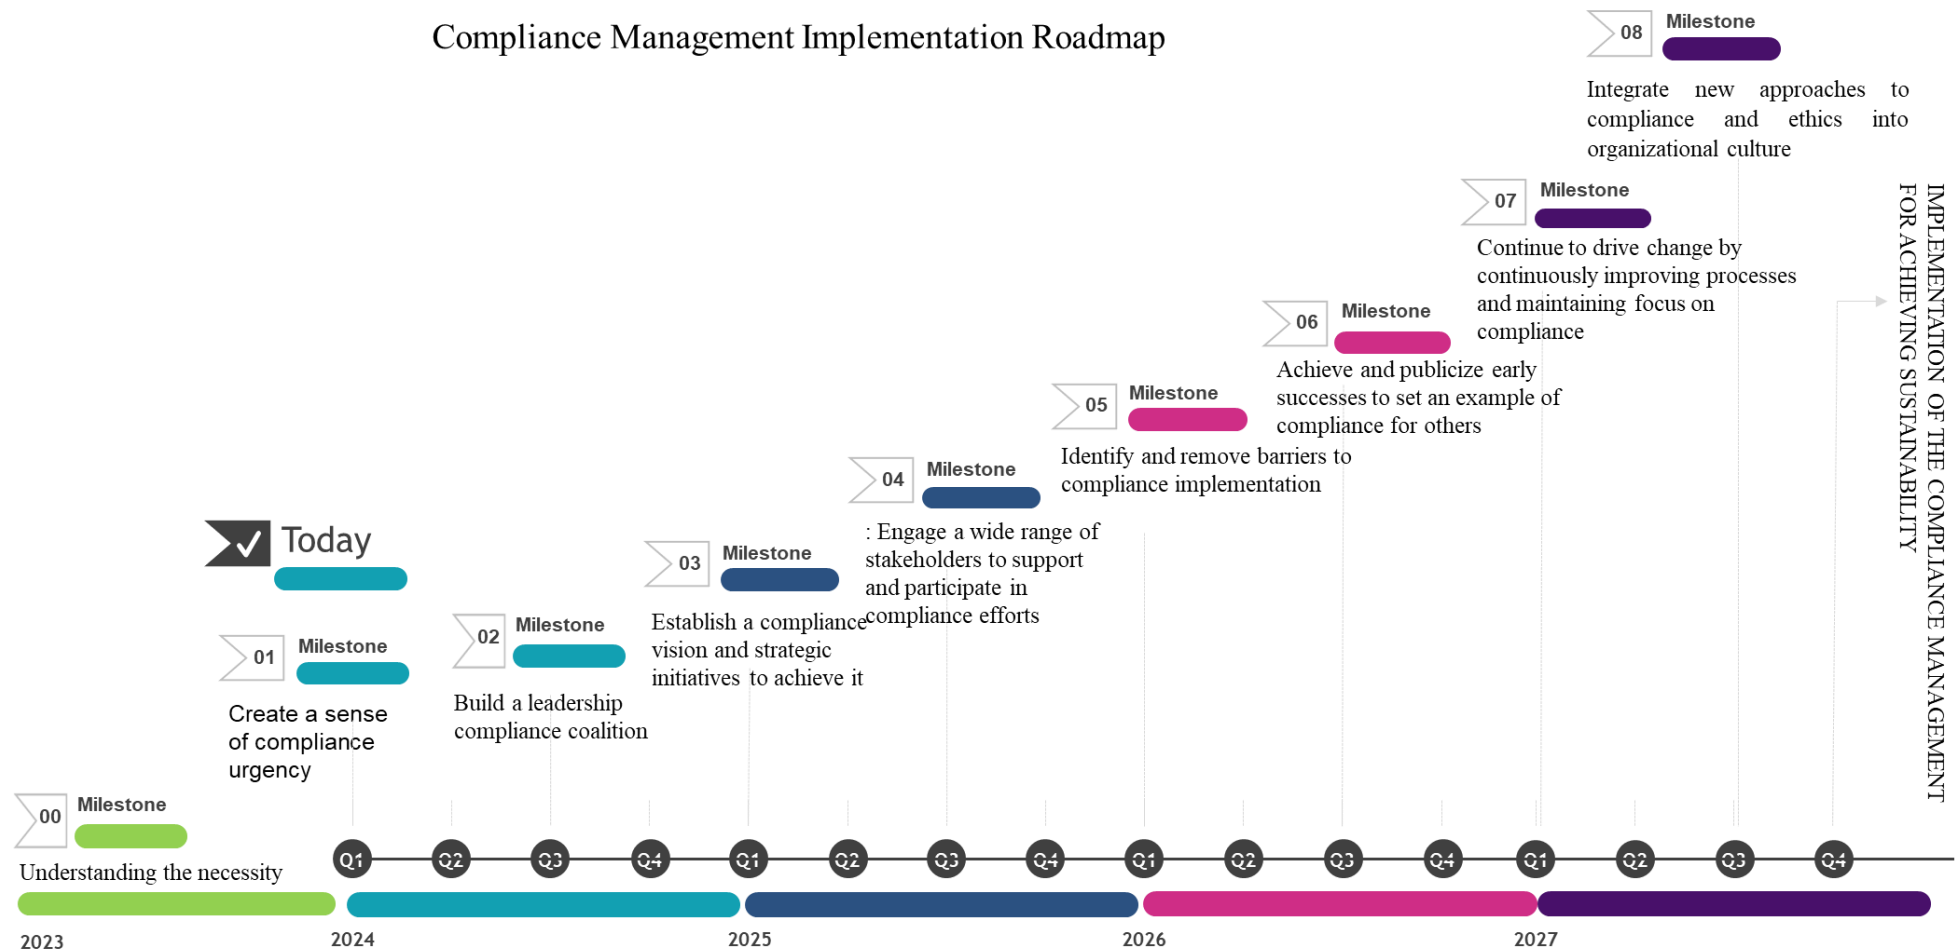 Compliance Management Implementation Roadmap
08
Milestone
Integrate new approaches to
compliance and ethics into
organizational culture
07
Milestone
Continue to drive change by
continuously improving processes
and maintaining focus on
compliance
06
Milestone
Achieve and publicize early
successes to set an example of
compliance for others
05
Milestone
Identify and remove barriers to
compliance implementation
04
Milestone
: Engage a wide range of
stakeholders to support
and participate in
compliance efforts
Today
03
Milestone
Establish a compliance
vision and strategic
initiatives to achieve it
02
Milestone
Build a leadership
compliance coalition
01
Milestone
Create a sense
of compliance
urgency
00
Milestone
Understanding the necessity
IMPLEMENTATION OF THE COMPLIANCE MANAGEMENT
FOR ACHIEVING SUSTAINABILITY
Q1 Q2 Q3 Q4 Q1 Q2 Q3 Q4 Q1 Q2 Q3 Q4 Q1 Q2 Q3 Q4
2023 2024 2025 2026 2027